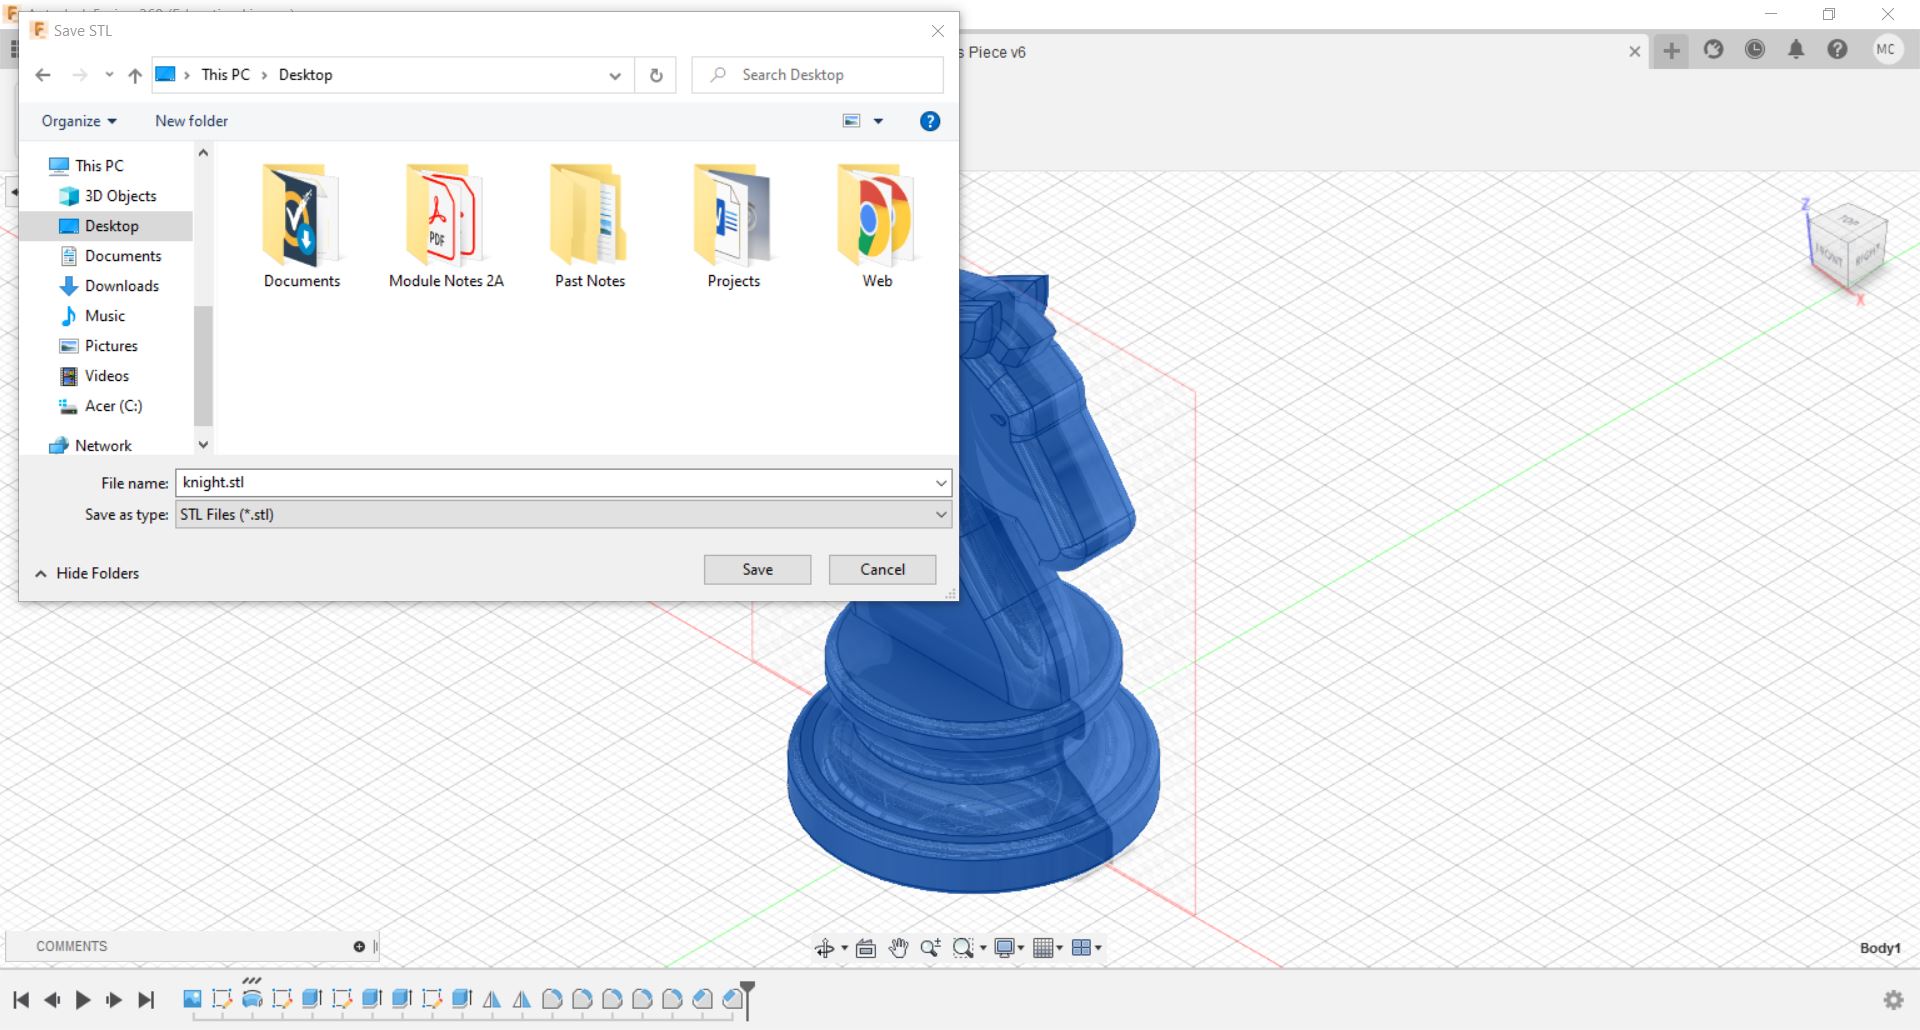 Save STL
s Piece v6
MC
This PC
Desktop
Search Desktop
Organize
New folder
This PC
3D Objects
Desktop
Documents
Downloads
Music
Pictures
Videos
Acer (C:)
Network
PDF
Documents
Module Notes 2A
Past Notes
Projects
Web
File name:
knight.stl
Save as type:
STL Files (*.stl)
Hide Folders
Save
Cancel
Z
TOP
FRONT
RIGHT
X
COMMENTS
Body1